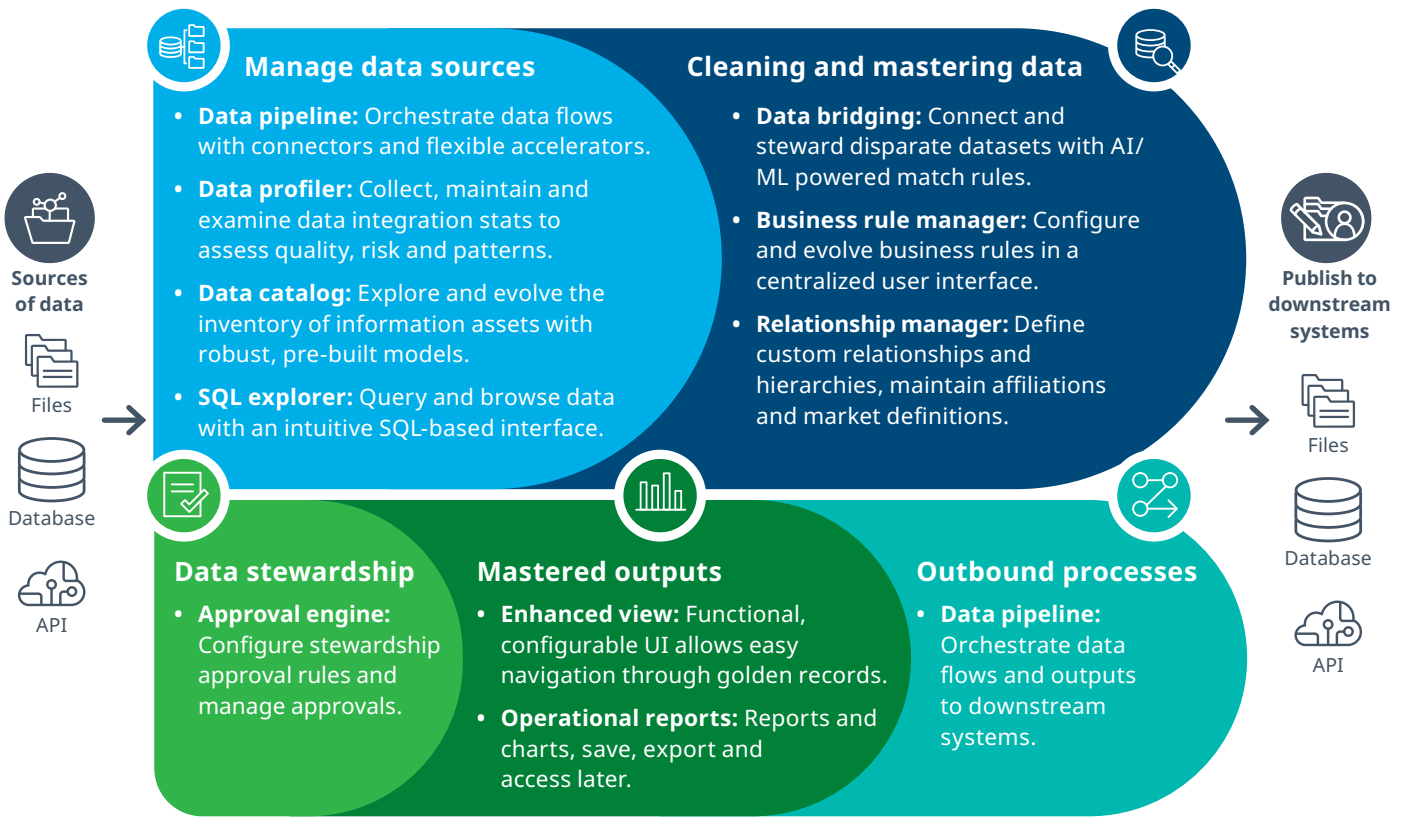 Sources
of data
Files
Database
API
Manage data sources
• Data pipeline: Orchestrate data flows
with connectors and flexible accelerators.
• Data profiler: Collect, maintain and
examine data integration stats to
assess quality, risk and patterns.
• Data catalog: Explore and evolve the
inventory of information assets with
robust, pre-built models.
• SQL explorer: Query and browse data
with an intuitive SQL-based interface.
Cleaning and mastering data
• Data bridging: Connect and
steward disparate datasets with AI/
ML powered match rules.
• Business rule manager: Configure
and evolve business rules in a
centralized user interface.
• Relationship manager: Define
custom relationships and
hierarchies, maintain affiliations
and market definitions.
Data stewardship
• Approval engine:
Configure stewardship
approval rules and
manage approvals.
Mastered outputs
• Enhanced view: Functional,
configurable UI allows easy
navigation through golden records.
• Operational reports: Reports and
charts, save, export and
access later.
Outbound processes
• Data pipeline:
Orchestrate data
flows and outputs
to downstream
systems.
Publish to
downstream
systems
Files
Database
API